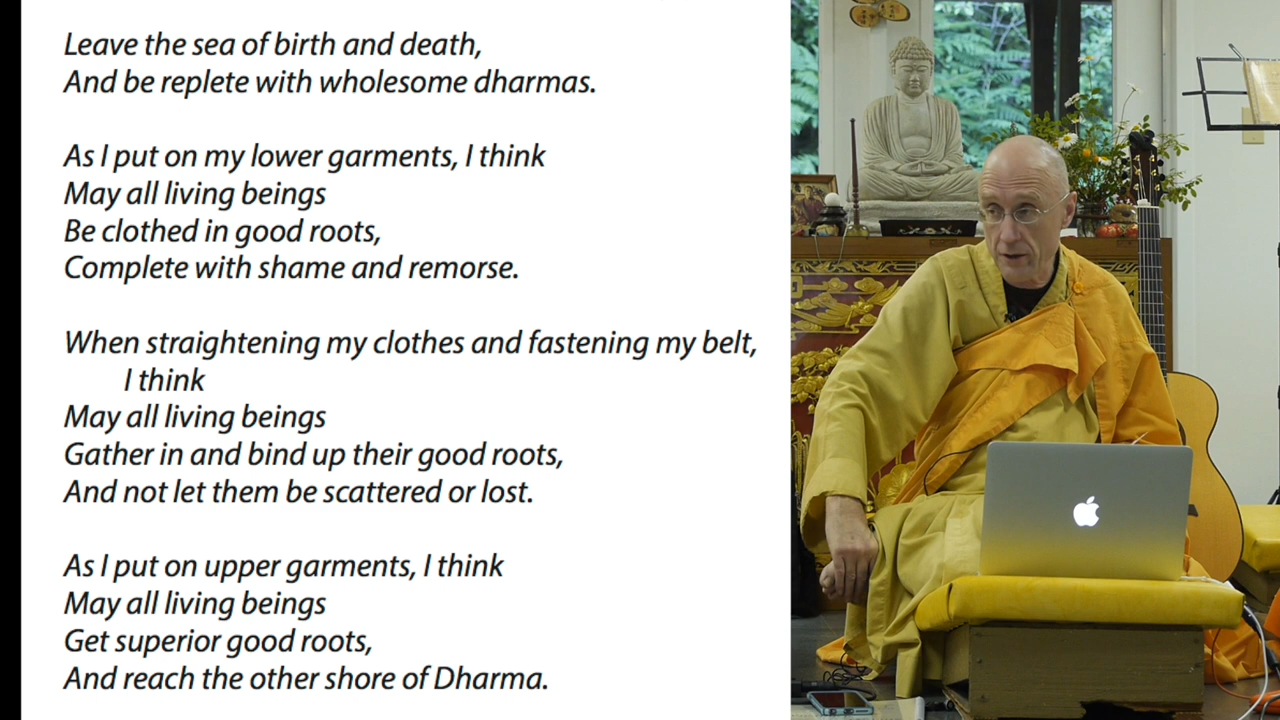 Leave the sea of birth and death,
And be replete with wholesome dharmas.
As I put on my lower garments, I think
May all living beings
Be clothed in good roots,
Complete with shame and remorse.
When straightening my clothes and fastening my belt,
I think
May all living beings
Gather in and bind up their good roots,
And not let them be scattered or lost.
As I put on upper garments, I think
May all living beings
Get superior good roots,
And reach the other shore of Dharma.